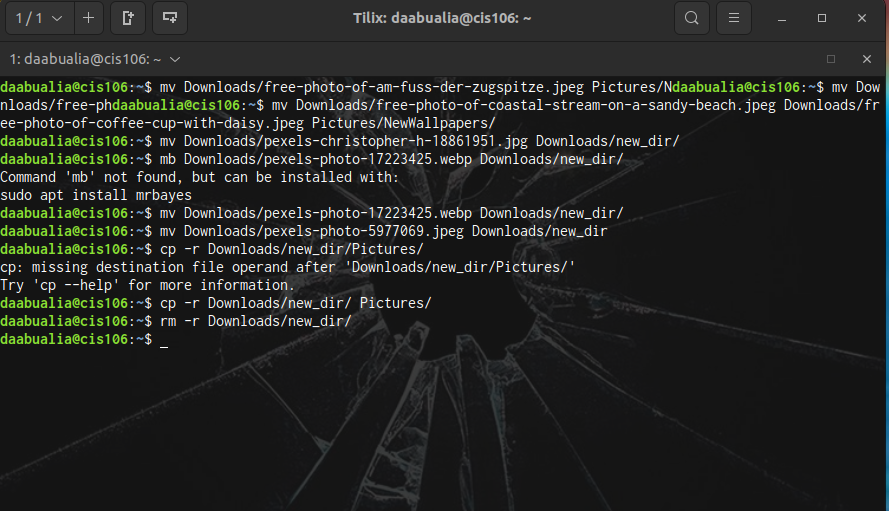 1 / 1
Tilix: daabualia@cis106: ~
1: daabualia@cis106: ~
daabualia@cis106:~$ mv Downloads/free-photo-of-am-fuss-der-zugspitze.jpeg Pictures/Ndaabualia@cis106:~$ mv Dow
nloads/free-phdaabualia@cis106:~$ mv Downloads/free-photo-of-coastal-stream-on-a-sandy-beach.jpeg Downloads/fr
ee-photo-of-coffee-cup-with-daisy.jpeg Pictures/NewWallpapers/
daabualia@cis106:~$ mv Downloads/pexels-christopher-h-18861951.jpg Downloads/new_dir/
daabualia@cis106:~$ mb Downloads/pexels-photo-17223425.webp Downloads/new_dir/
Command 'mb' not found, but can be installed with:
sudo apt install mrbayes
daabualia@cis106:~$ mv Downloads/pexels-photo-17223425.webp Downloads/new_dir/
daabualia@cis106:~$ mv Downloads/pexels-photo-5977069.jpeg Downloads/new_dir
daabualia@cis106:~$ cp -r Downloads/new_dir/Pictures/
cp: missing destination file operand after 'Downloads/new_dir/Pictures/'
Try 'cp --help' for more information.
daabualia@cis106:~$ cp -r Downloads/new_dir/ Pictures/
daabualia@cis106:~$ rm -r Downloads/new_dir/
daabualia@cis106:~$ _